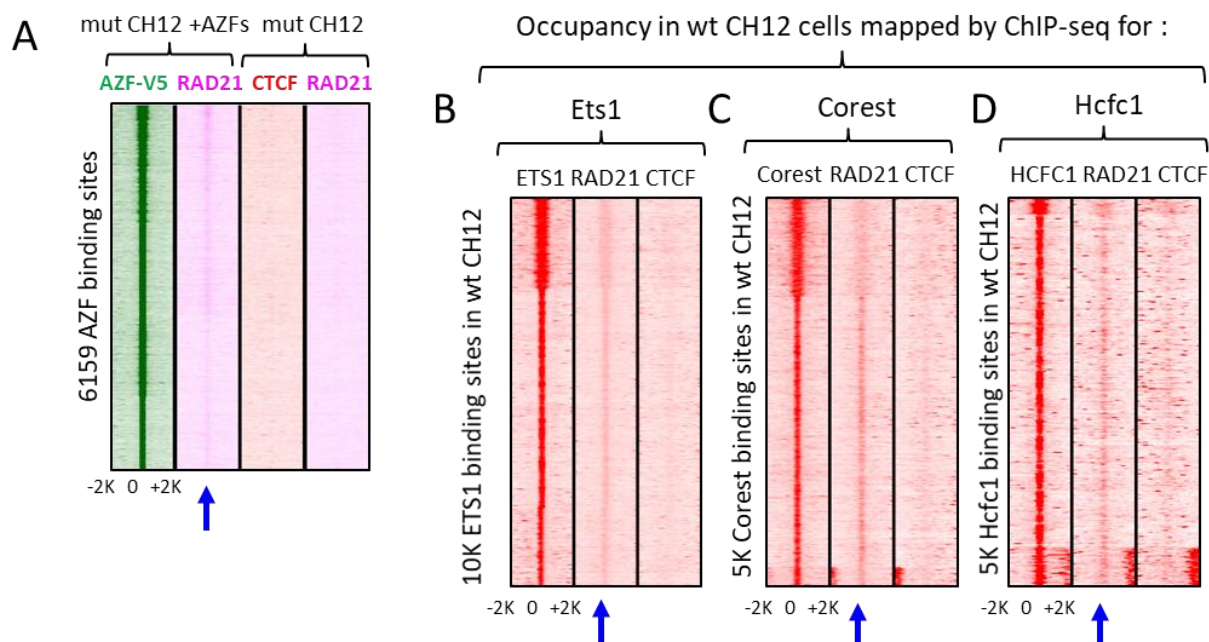 A
mut CH12 +AZFs mut CH12
AZF-V5 RAD21 CTCF RAD21
6159 AZF binding sites
-2K 0 +2K
Occupancy in wt CH12 cells mapped by ChIP-seq for :
B
Ets1
ETS1 RAD21 CTCF
10K ETS1 binding sites in wt CH12
-2K 0 +2K
C
Corest
Corest RAD21 CTCF
5K Corest binding sites in wt CH12
-2K 0 +2K
D
Hcfc1
HCFC1 RAD21 CTCF
5K Hcfc1 binding sites in wt CH12
-2K 0 +2K